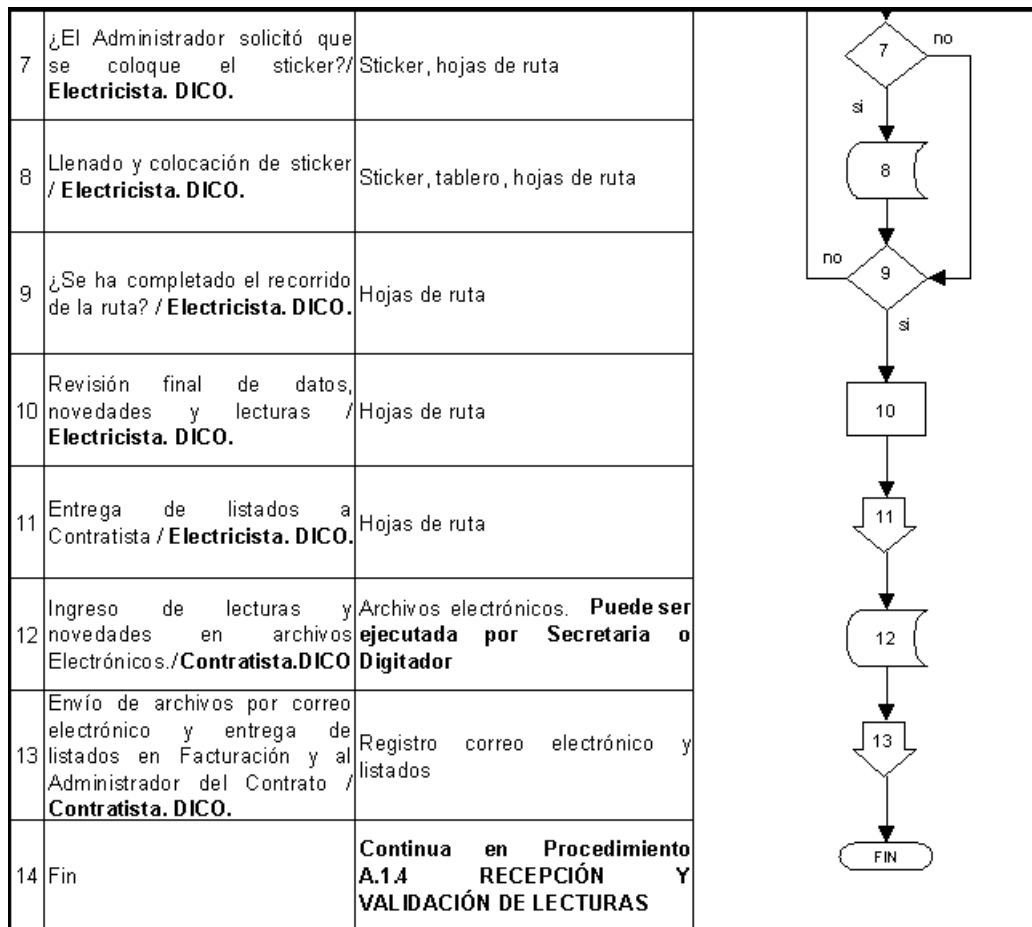 7
¿El Administrador solicitó que
se coloque el sticker?/
Electricista. DICO.
Sticker, hojas de ruta
8
Llenado y colocación de sticker
/ Electricista. DICO.
Sticker, tablero, hojas de ruta
9
¿Se ha completado el recorrido
de la ruta? / Electricista. DICO.
Hojas de ruta
10
Revisión final de datos,
novedades y lecturas /
Electricista. DICO.
Hojas de ruta
11
Entrega de listados a
Contratista / Electricista. DICO.
Hojas de ruta
12
Ingreso de lecturas y
novedades en archivos
Electrónicos./Contratista.DICO
Archivos electrónicos. Puede ser
ejecutada por Secretaria o
Digitador
13
Envío de archivos por correo
electrónico y entrega de
listados en Facturación y al
Administrador del Contrato /
Contratista. DICO.
Registro correo electrónico y
listados
14
Fin
Continua en Procedimiento
A.1.4 RECEPCIÓN Y
VALIDACIÓN DE LECTURAS
7
no
si
8
no
9
si
10
11
12
13
FIN